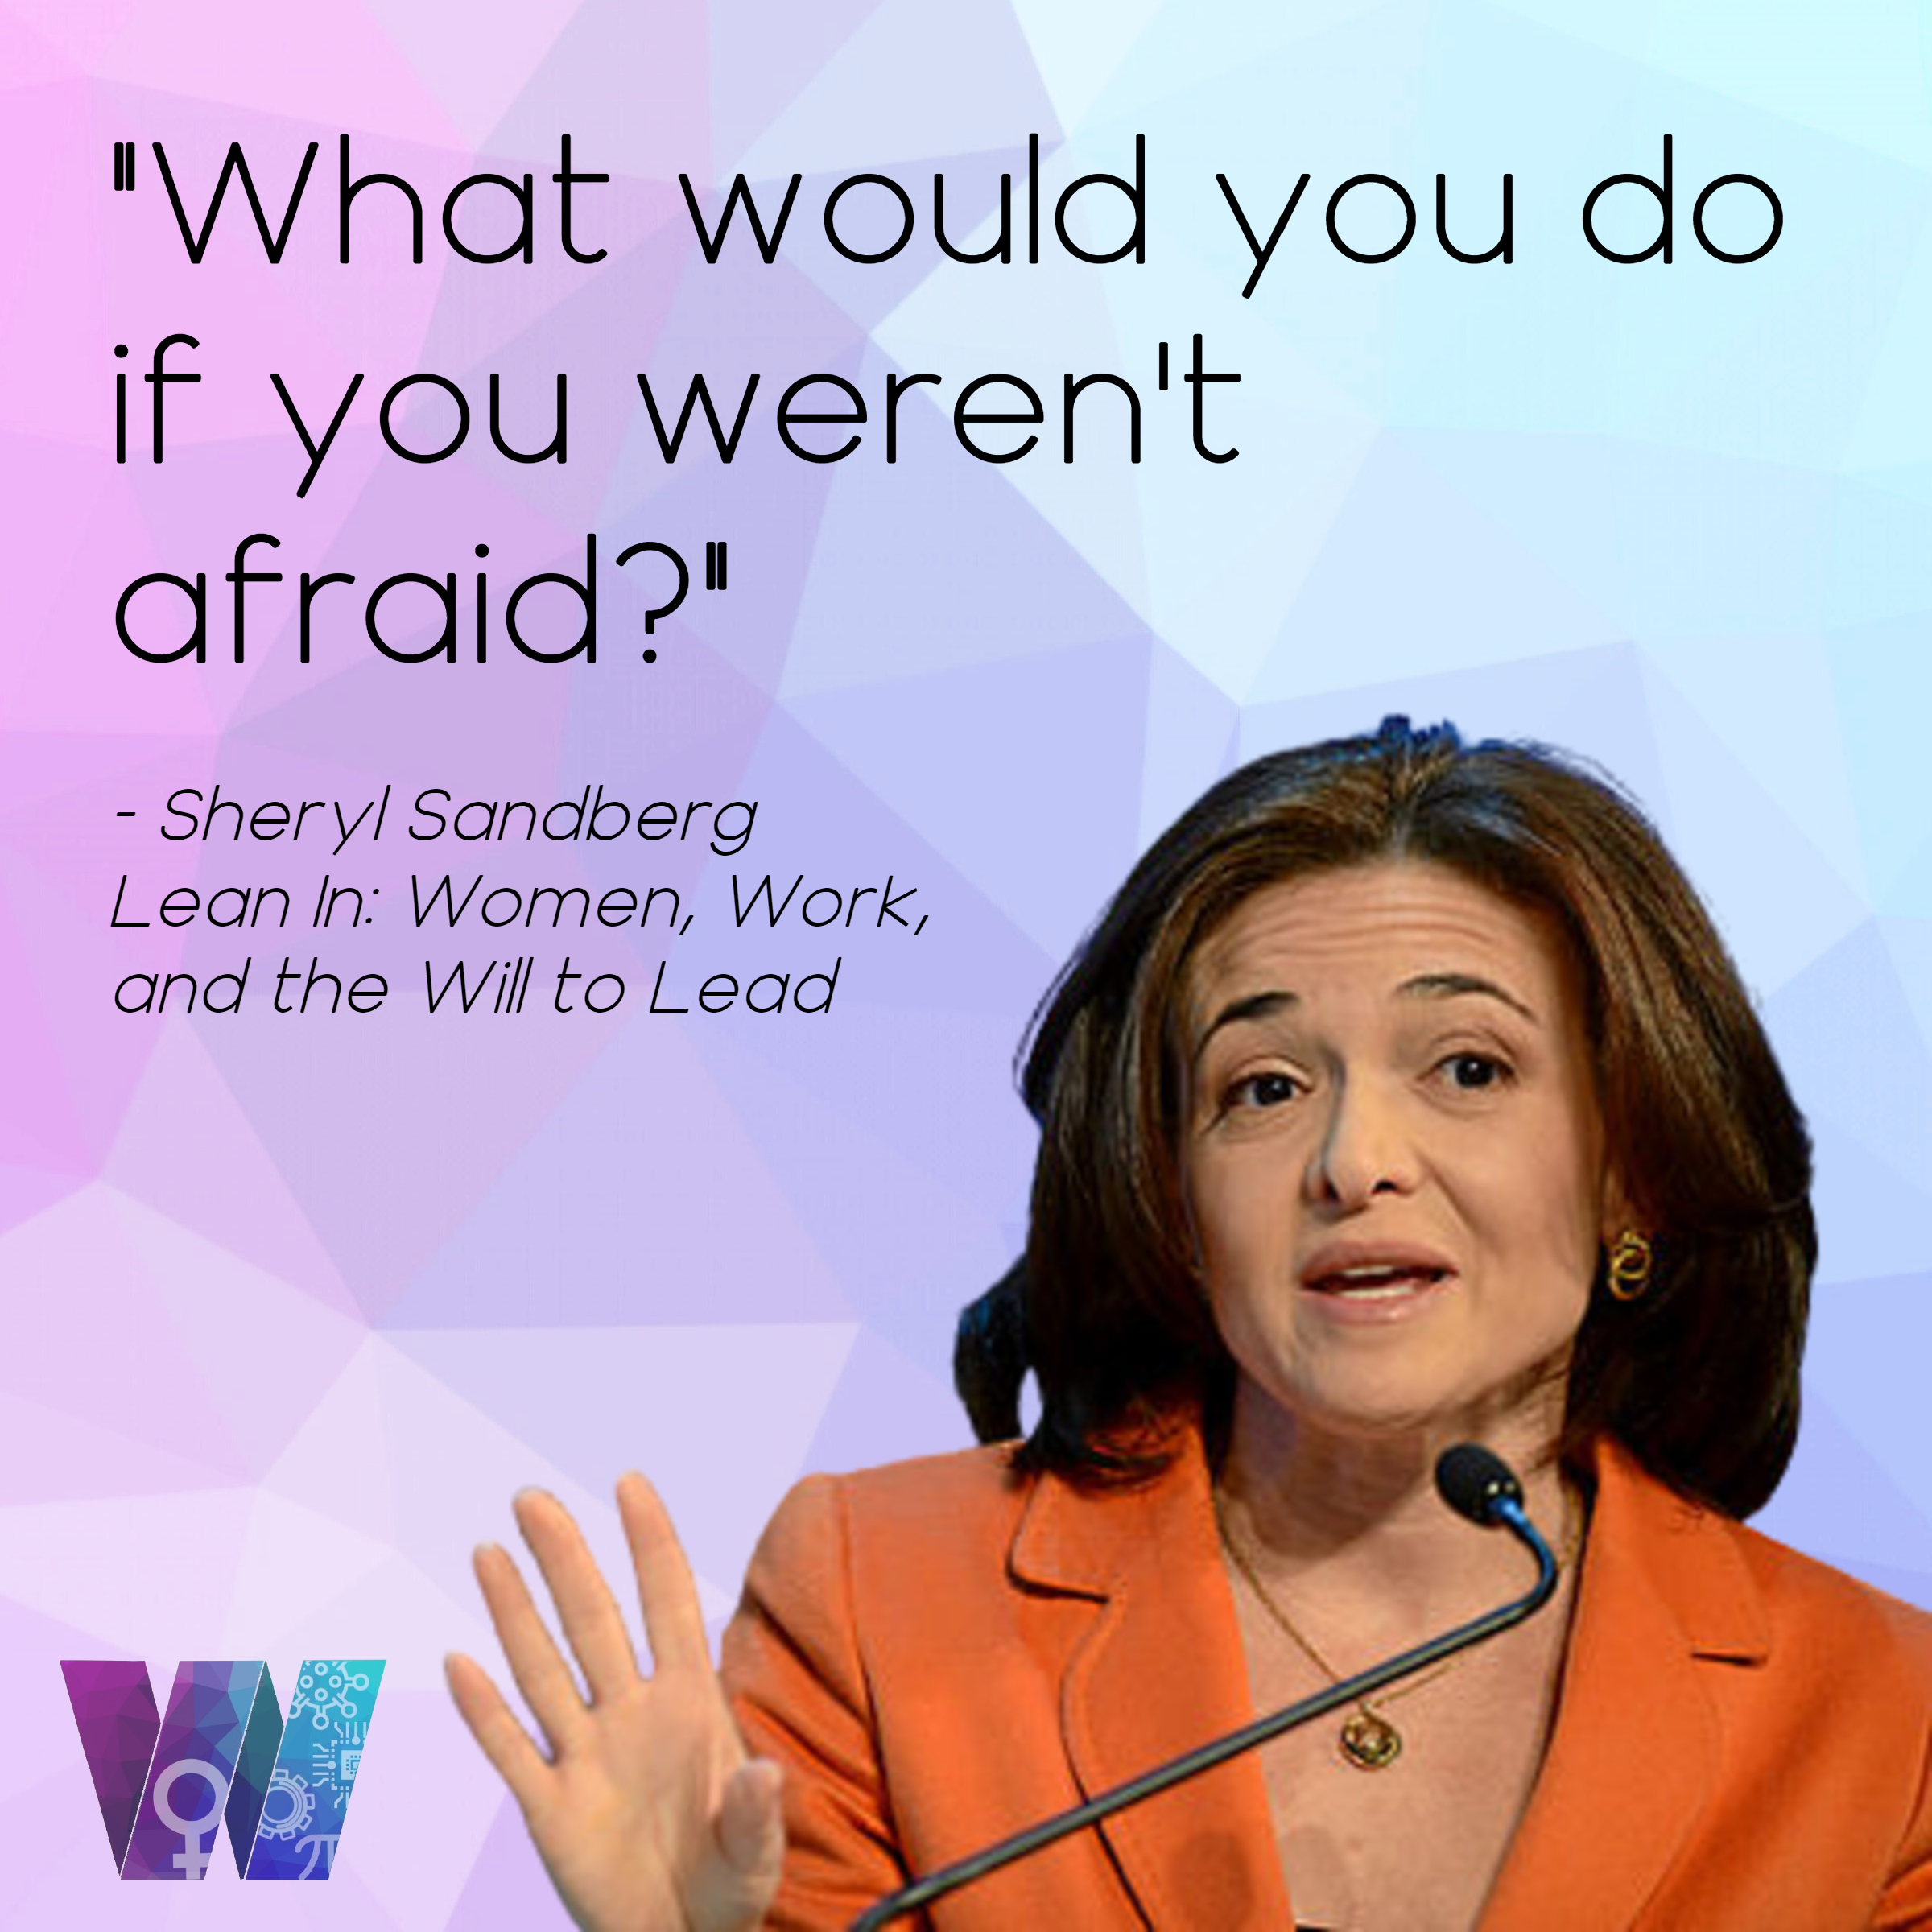 "What would you do
if you weren't
afraid?"
- Sheryl Sandberg
Lean In: Women, Work,
and the Will to Lead
W
π